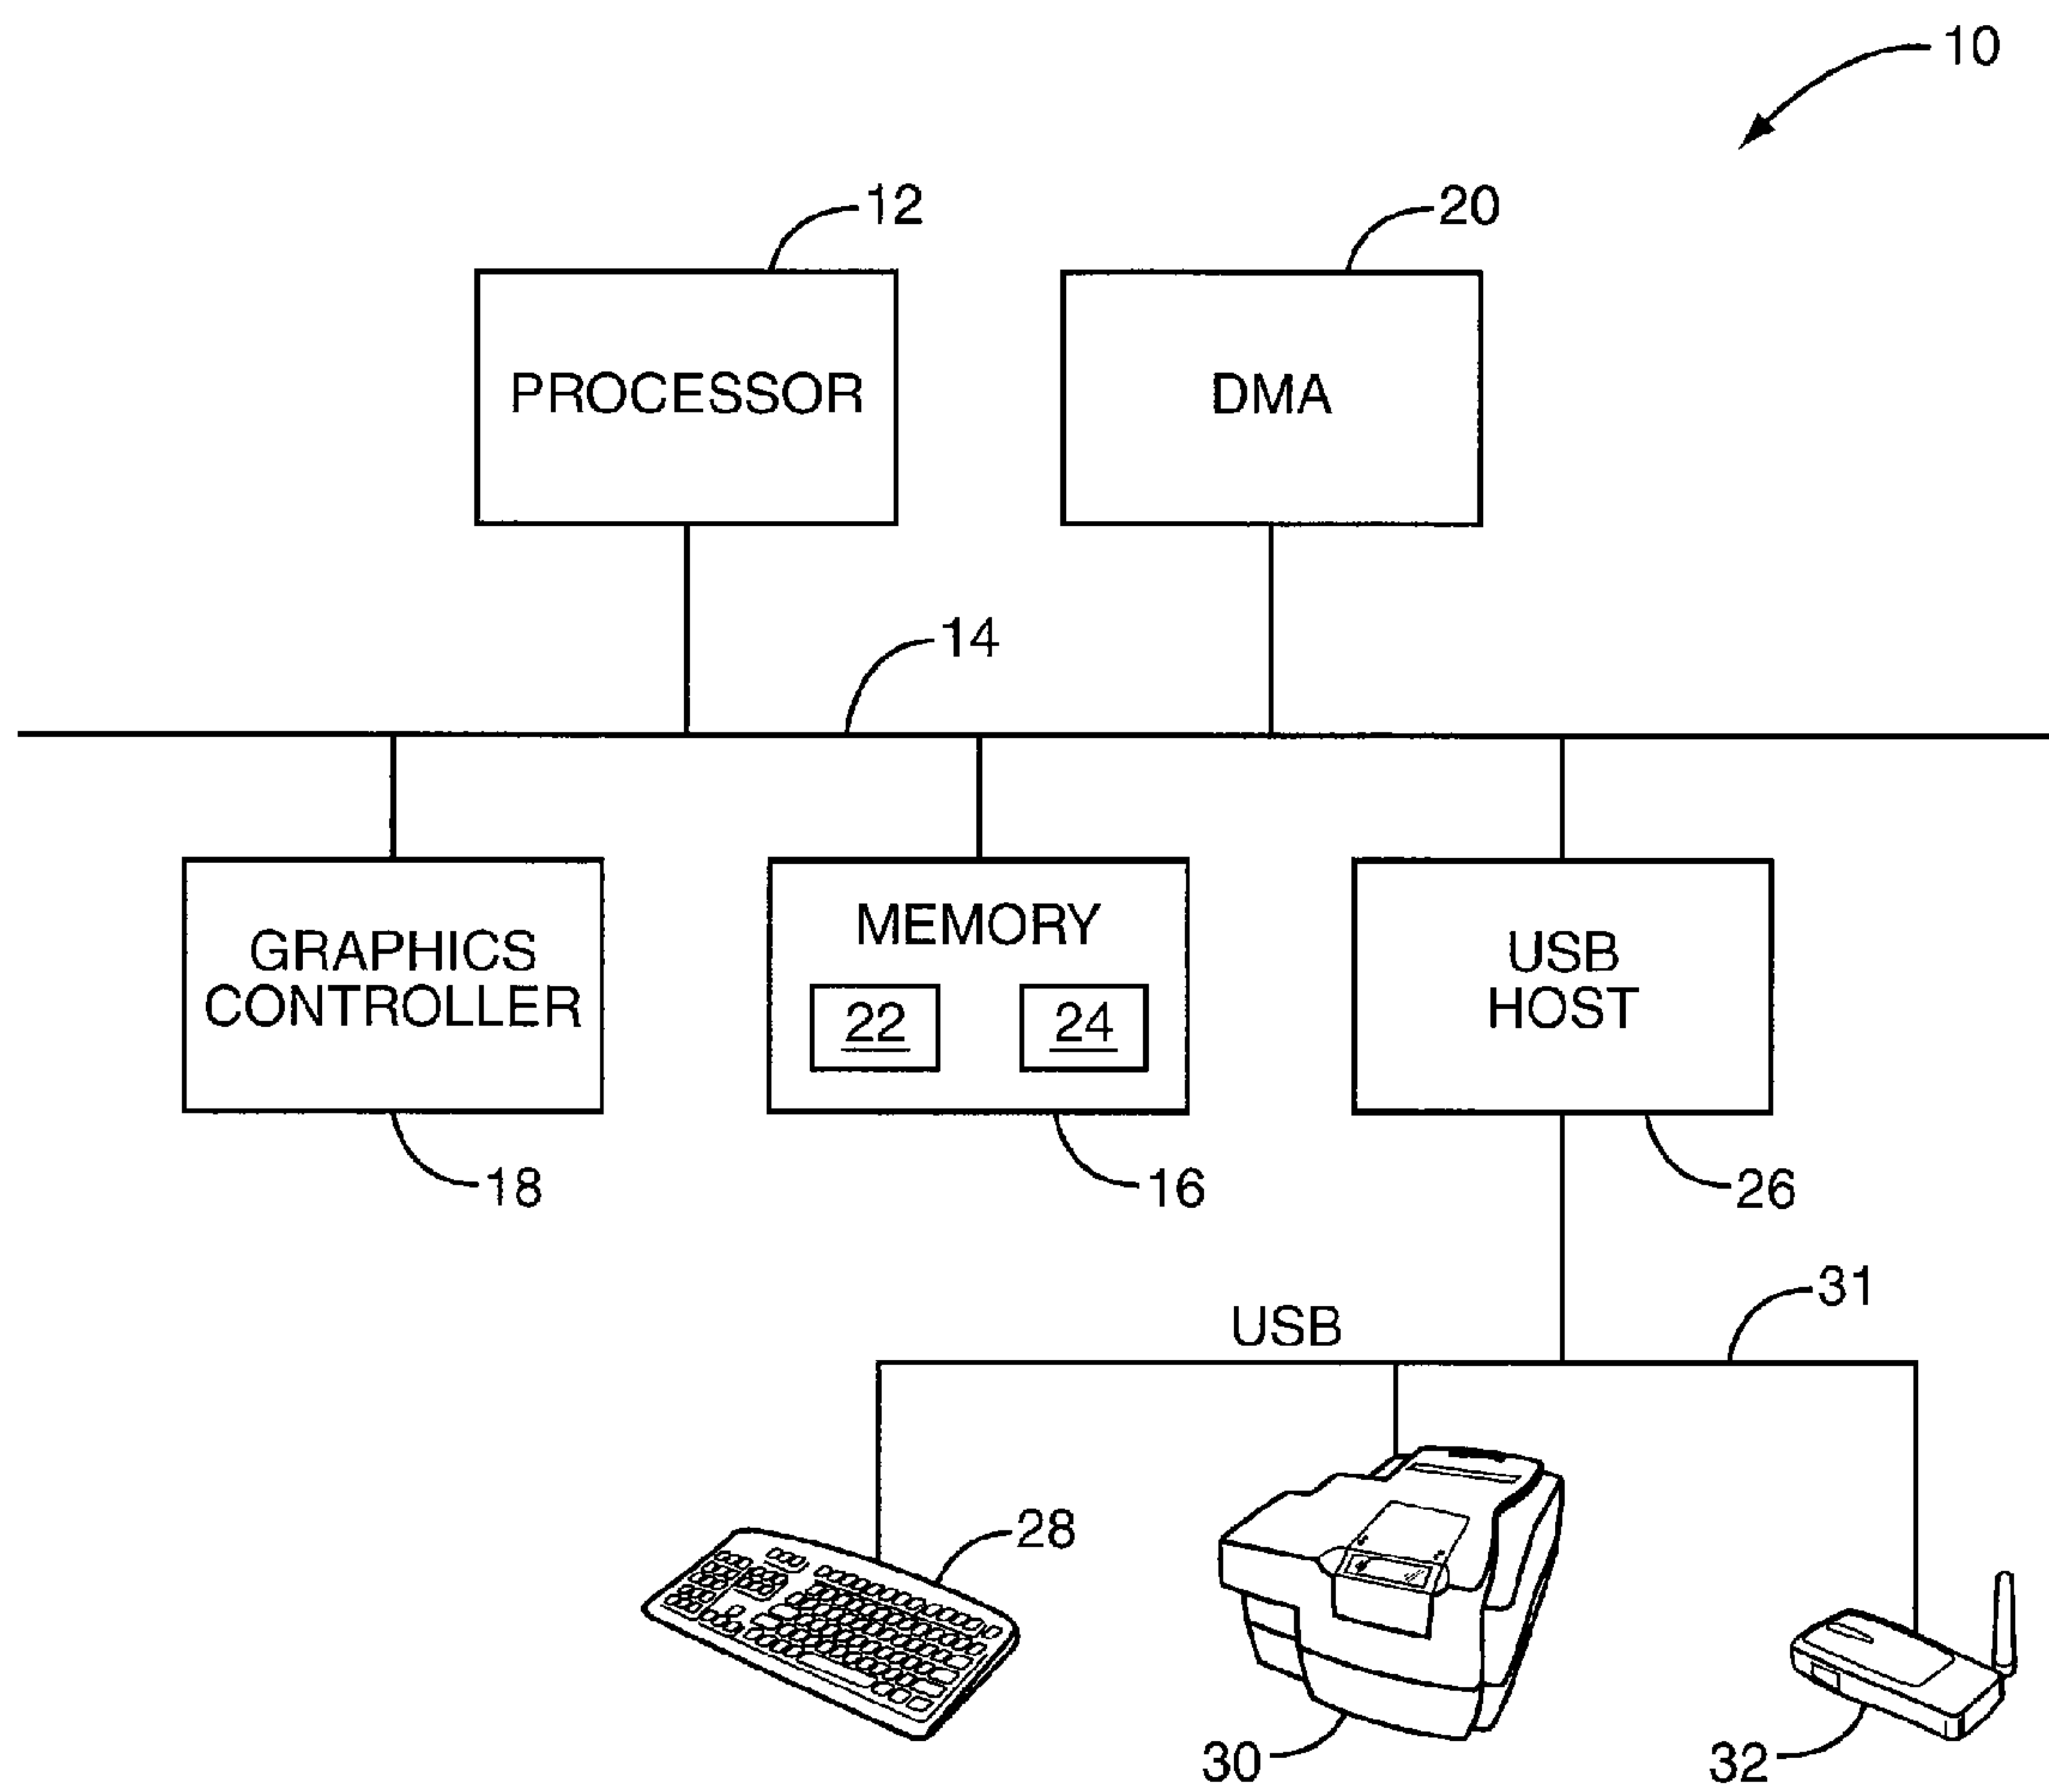 10
12
20
PROCESSOR
DMA
14
GRAPHICS
CONTROLLER
MEMORY
22
24
USB
HOST
18
16
26
31
USB
28
30
32